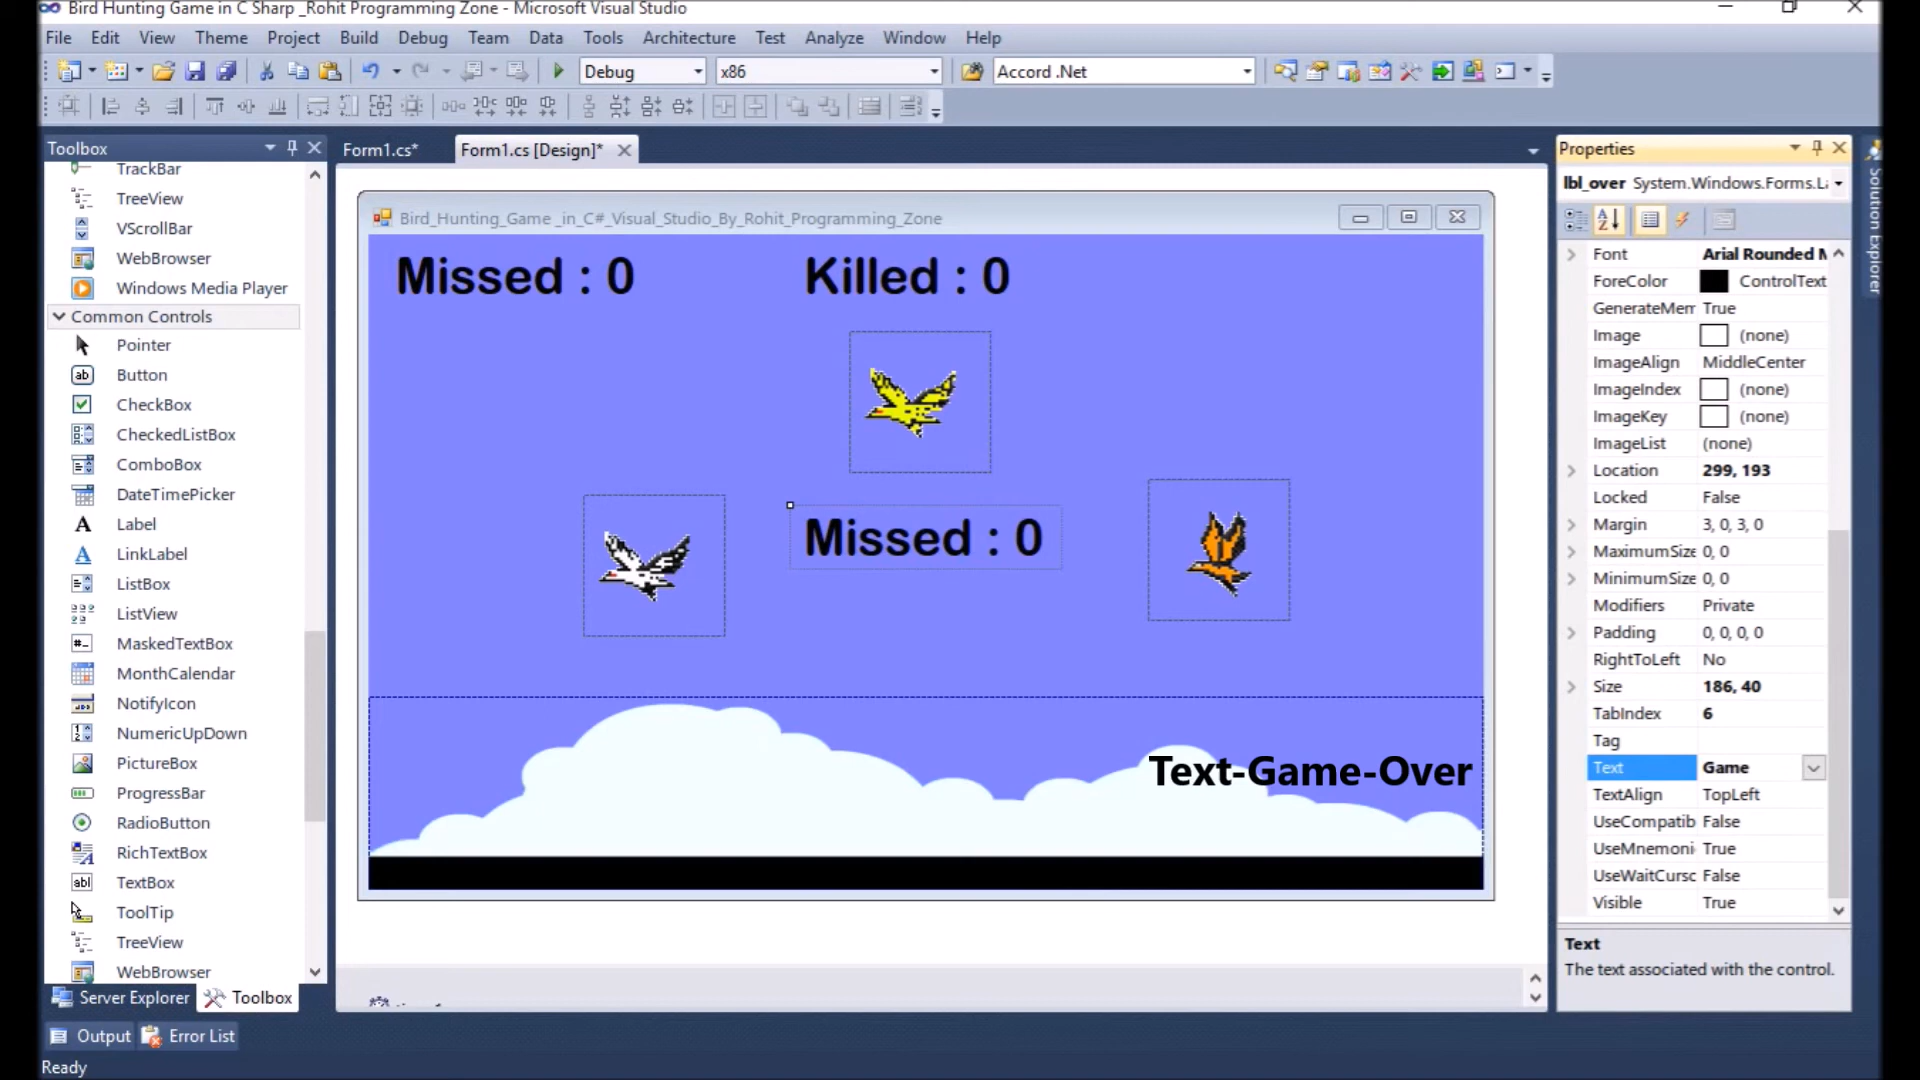 Bird Hunting Game in C Sharp _Rohit Programming Zone - Microsoft Visual Studio
File Edit View Theme Project Build Debug Team Data Tools Architecture Test Analyze Window Help
Debug x86 Accord .Net
Toolbox
TrackBar
TreeView
VScrollBar
WebBrowser
Windows Media Player
Common Controls
Pointer
Button
CheckBox
CheckedListBox
ComboBox
DateTimePicker
Label
LinkLabel
ListBox
ListView
MaskedTextBox
MonthCalendar
NotifyIcon
NumericUpDown
PictureBox
ProgressBar
RadioButton
RichTextBox
TextBox
ToolTip
TreeView
WebBrowser
Server Explorer Toolbox
Output Error List
Ready
Form1.cs* Form1.cs [Design]*
Bird_Hunting_Game _in_C#_Visual_Studio_By_Rohit_Programming_Zone
Missed : 0 Killed : 0
Missed : 0
Text-Game-Over
Properties
lbl_over System.Windows.Forms.La
Font Arial Rounded M
ForeColor ControlText
GenerateMem True
Image (none)
ImageAlign MiddleCenter
ImageIndex (none)
ImageKey (none)
ImageList (none)
Location 299, 193
Locked False
Margin 3, 0, 3, 0
MaximumSize 0, 0
MinimumSize 0, 0
Modifiers Private
Padding 0, 0, 0, 0
RightToLeft No
Size 186, 40
TabIndex 6
Tag
Text Game
TextAlign TopLeft
UseCompatib False
UseMnemoni True
UseWaitCursc False
Visible True
Text
The text associated with the control.
Solution Explorer